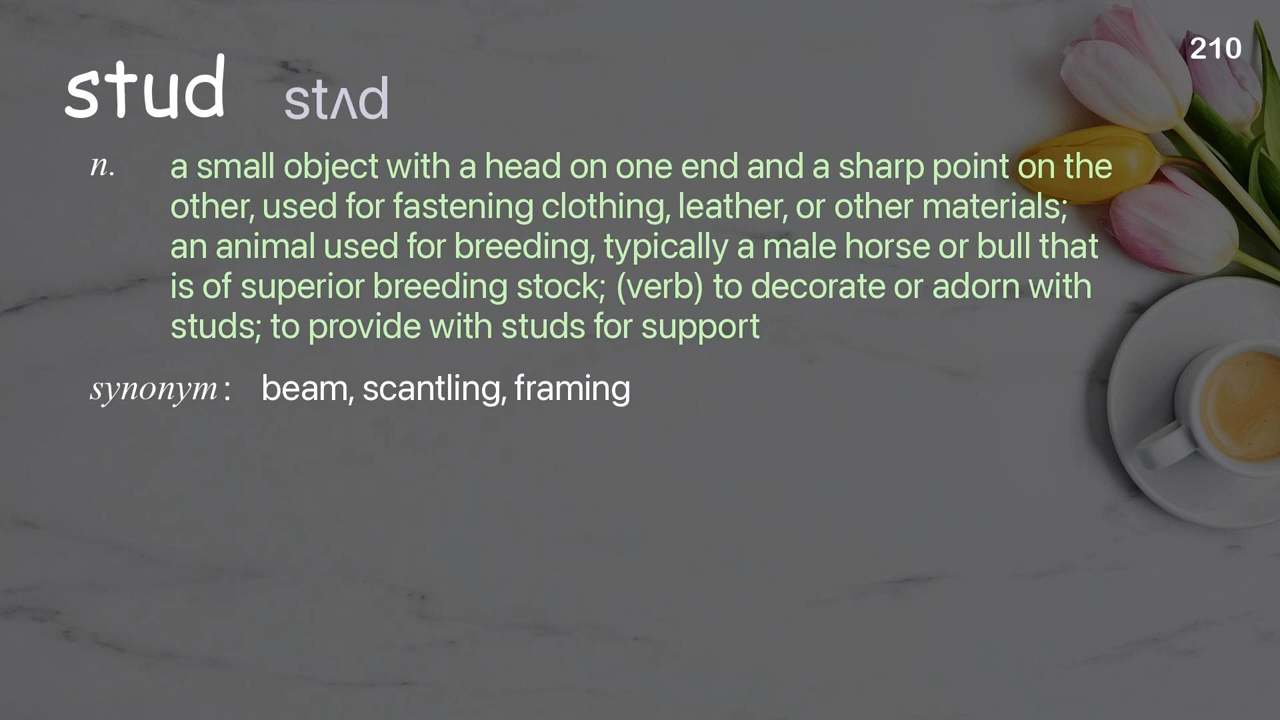 210
stud stʌd
n. a small object with a head on one end and a sharp point on the
other, used for fastening clothing, leather, or other materials;
an animal used for breeding, typically a male horse or bull that
is of superior breeding stock; (verb) to decorate or adorn with
studs; to provide with studs for support
synonym: beam, scantling, framing